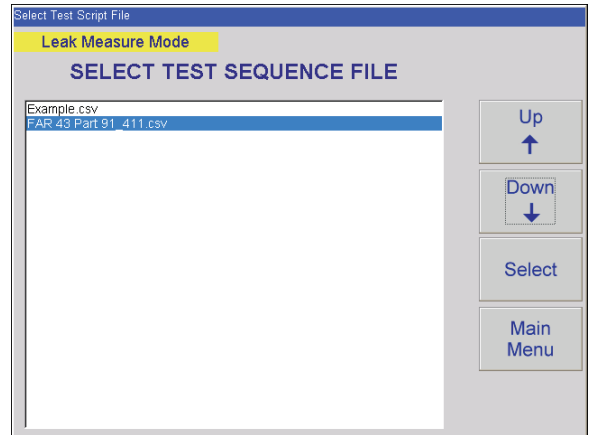 Select Test Script File
Leak Measure Mode
SELECT TEST SEQUENCE FILE
Example.csv
FAR 43 Part 91_411.csv
Up
Down
Select
Main
Menu